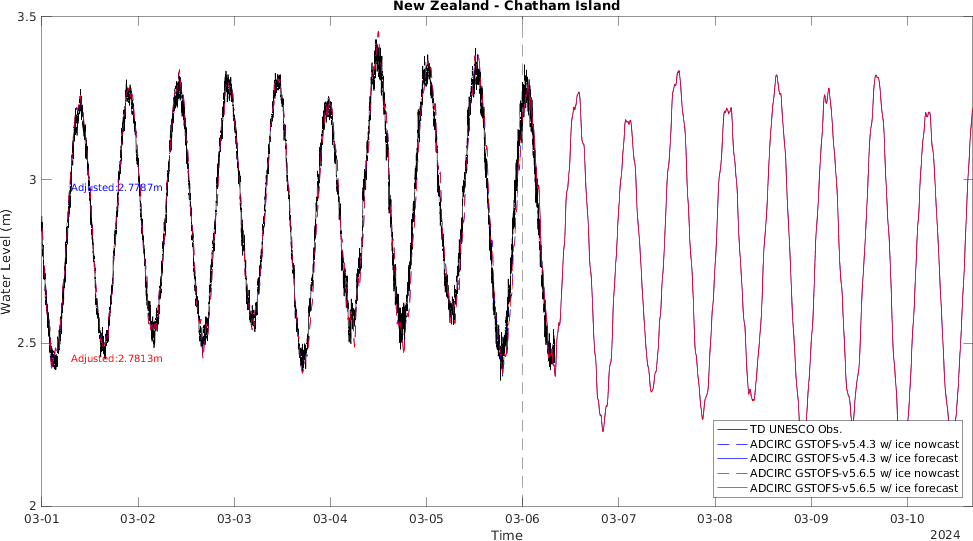 New Zealand - Chatham Island
3.5
3
2.5
2
Water Level (m)
Adjusted:2.7787m
Adjusted:2.7813m
TD UNESCO Obs.
ADCIRC GSTOFS-v5.4.3 w/ ice nowcast
ADCIRC GSTOFS-v5.4.3 w/ ice forecast
ADCIRC GSTOFS-v5.6.5 w/ ice nowcast
ADCIRC GSTOFS-v5.6.5 w/ ice forecast
03-01 03-02 03-03 03-04 03-05 03-06 03-07 03-08 03-09 03-10
Time
2024